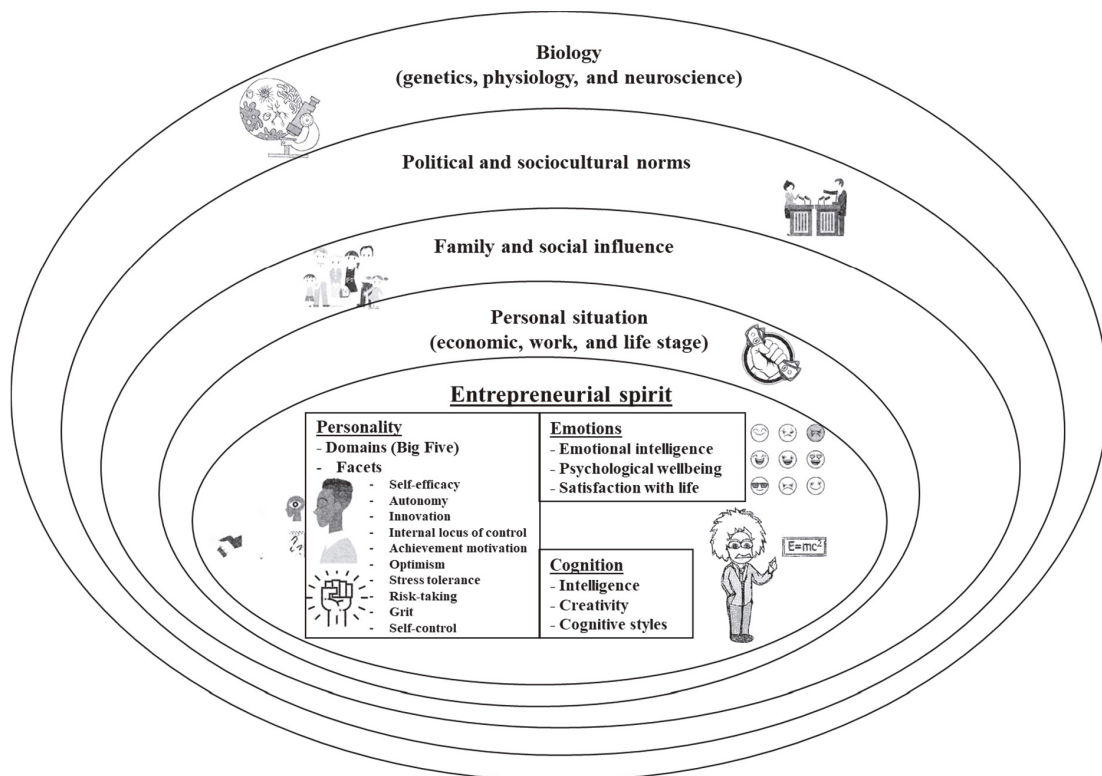 Biology
(genetics, physiology, and neuroscience)
Political and sociocultural norms
Family and social influence
Personal situation
(economic, work, and life stage)
Entrepreneurial spirit
Personality
- Domains (Big Five)
- Facets
- Self-efficacy
- Autonomy
- Innovation
- Internal locus of control
- Achievement motivation
- Optimism
- Stress tolerance
- Risk-taking
- Grit
- Self-control
Emotions
- Emotional intelligence
- Psychological wellbeing
- Satisfaction with life
Cognition
- Intelligence
- Creativity
- Cognitive styles
E=mc²